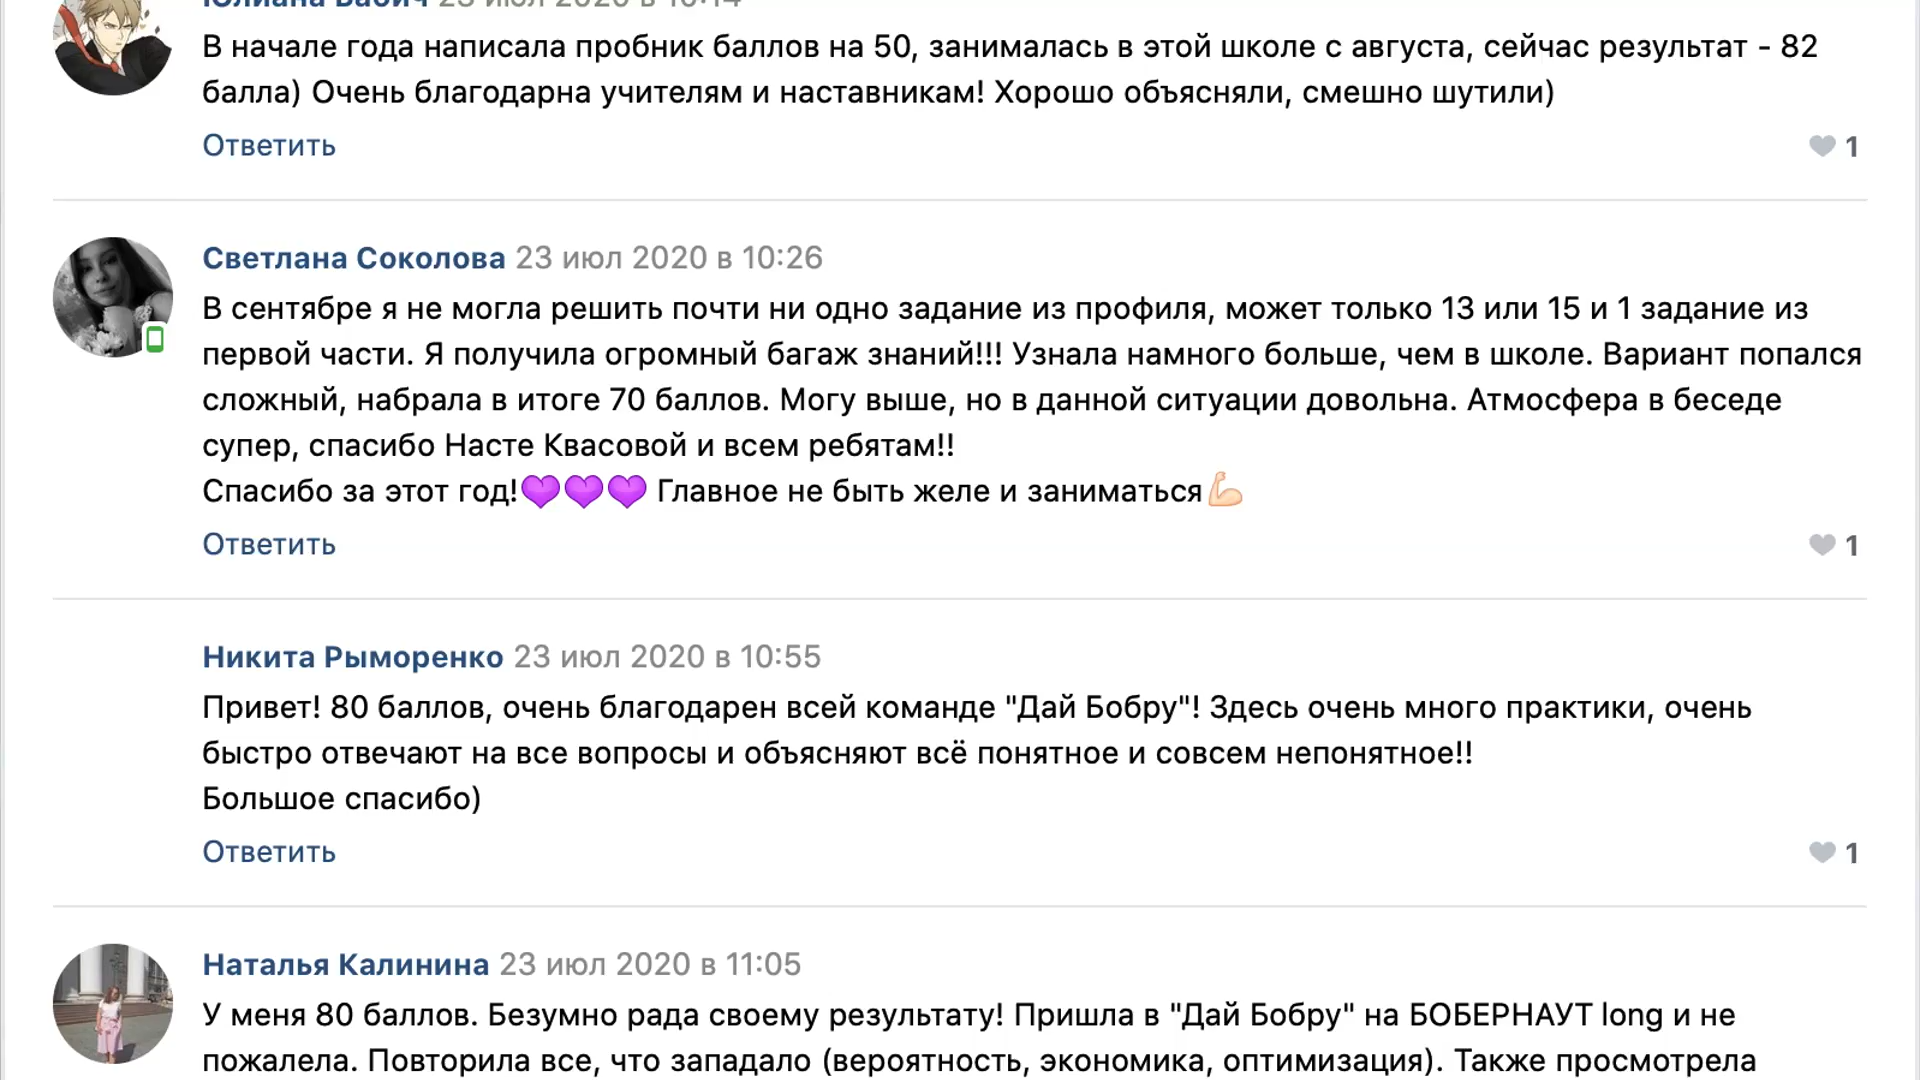 Юлиана Бабич 23 июл 2020 в 10:14
В начале года написала пробник баллов на 50, занималась в этой школе с августа, сейчас результат - 82
балла) Очень благодарна учителям и наставникам! Хорошо объясняли, смешно шутили)
Ответить
1
Светлана Соколова 23 июл 2020 в 10:26
В сентябре я не могла решить почти ни одно задание из профиля, может только 13 или 15 и 1 задание из
первой части. Я получила огромный багаж знаний!!! Узнала намного больше, чем в школе. Вариант попался
сложный, набрала в итоге 70 баллов. Могу выше, но в данной ситуации довольна. Атмосфера в беседе
супер, спасибо Насте Квасовой и всем ребятам!!
Спасибо за этот год!💜💜💜 Главное не быть желе и заниматься💪🏻
Ответить
1
Никита Рыморенко 23 июл 2020 в 10:55
Привет! 80 баллов, очень благодарен всей команде "Дай Бобру"! Здесь очень много практики, очень
быстро отвечают на все вопросы и объясняют всё понятное и совсем непонятное!!
Большое спасибо)
Ответить
1
Наталья Калинина 23 июл 2020 в 11:05
У меня 80 баллов. Безумно рада своему результату! Пришла в "Дай Бобру" на БОБЕРНАУТ long и не
пожалела. Повторила все, что западало (вероятность, экономика, оптимизация). Также просмотрела